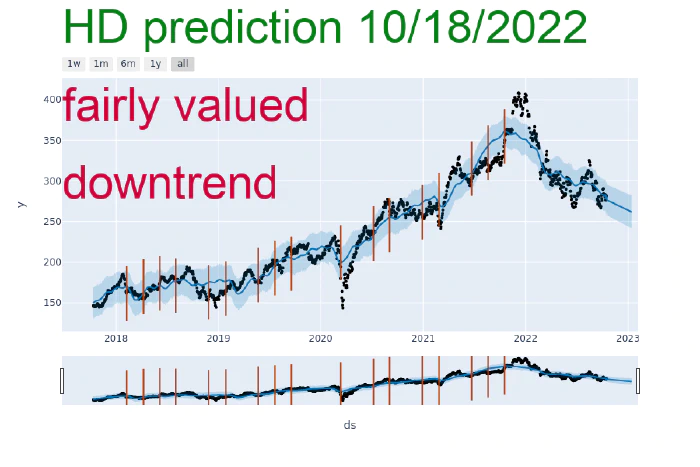 HD prediction 10/18/2022
1w 1m 6m 1y all
fairly valued
downtrend
400
350
300
250
200
150
y
2018 2019 2020 2021 2022 2023
ds